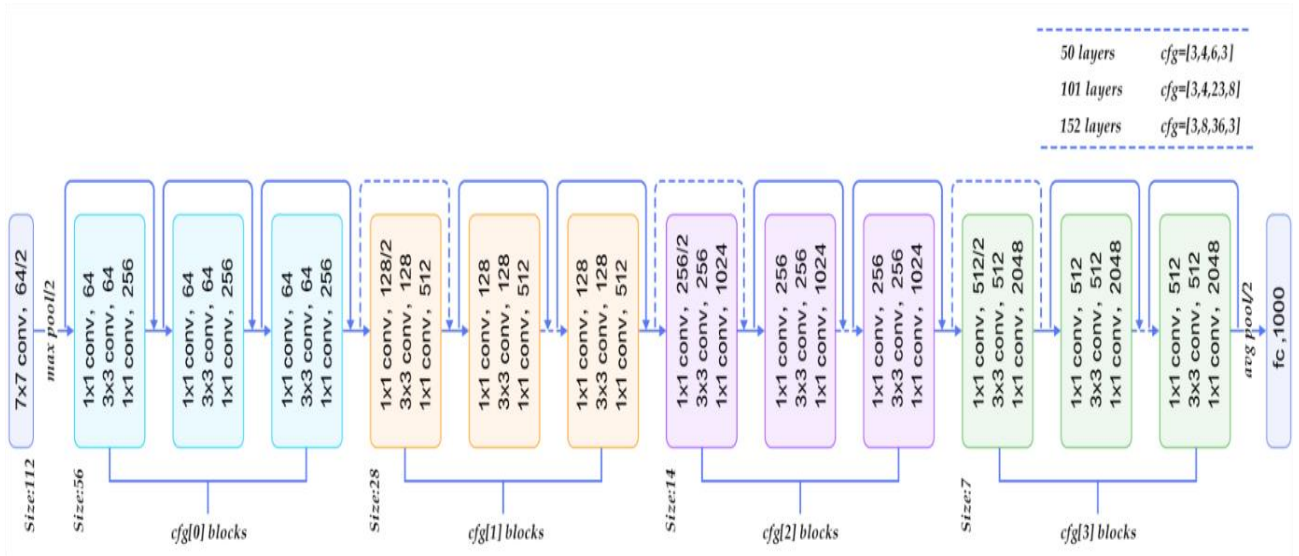 50 layers cfg=[3,4,6,3]
101 layers cfg=[3,4,23,8]
152 layers cfg=[3,8,36,3]
7x7 conv, 64/2
max pool/2
1x1 conv, 64
3x3 conv, 64
1x1 conv, 256
1x1 conv, 64
3x3 conv, 64
1x1 conv, 256
1x1 conv, 64
3x3 conv, 64
1x1 conv, 256
1x1 conv, 128/2
3x3 conv, 128
1x1 conv, 512
1x1 conv, 128
3x3 conv, 128
1x1 conv, 512
1x1 conv, 128
3x3 conv, 128
1x1 conv, 512
1x1 conv, 256/2
3x3 conv, 256
1x1 conv, 1024
1x1 conv, 256
3x3 conv, 256
1x1 conv, 1024
1x1 conv, 256
3x3 conv, 256
1x1 conv, 1024
1x1 conv, 512/2
3x3 conv, 512
1x1 conv, 2048
1x1 conv, 512
3x3 conv, 512
1x1 conv, 2048
1x1 conv, 512
3x3 conv, 512
1x1 conv, 2048
avg pool/2
fc ,1000
Size:112
Size:56
Size:28
Size:14
Size:7
cfg[0] blocks
cfg[1] blocks
cfg[2] blocks
cfg[3] blocks